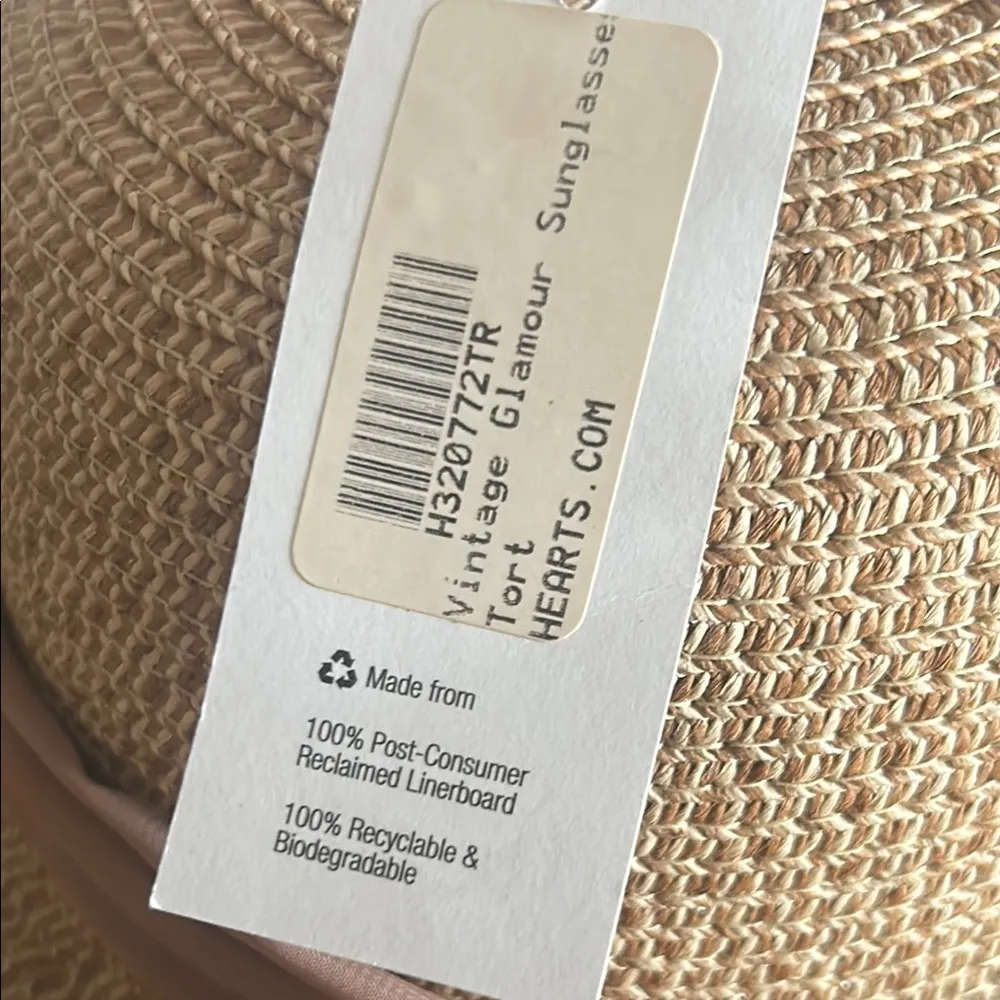 H320772TR
Vintage Glamour Sunglasses
Tort
HEARTS.COM
Made from
100% Post-Consumer
Reclaimed Linerboard
100% Recyclable &
Biodegradable